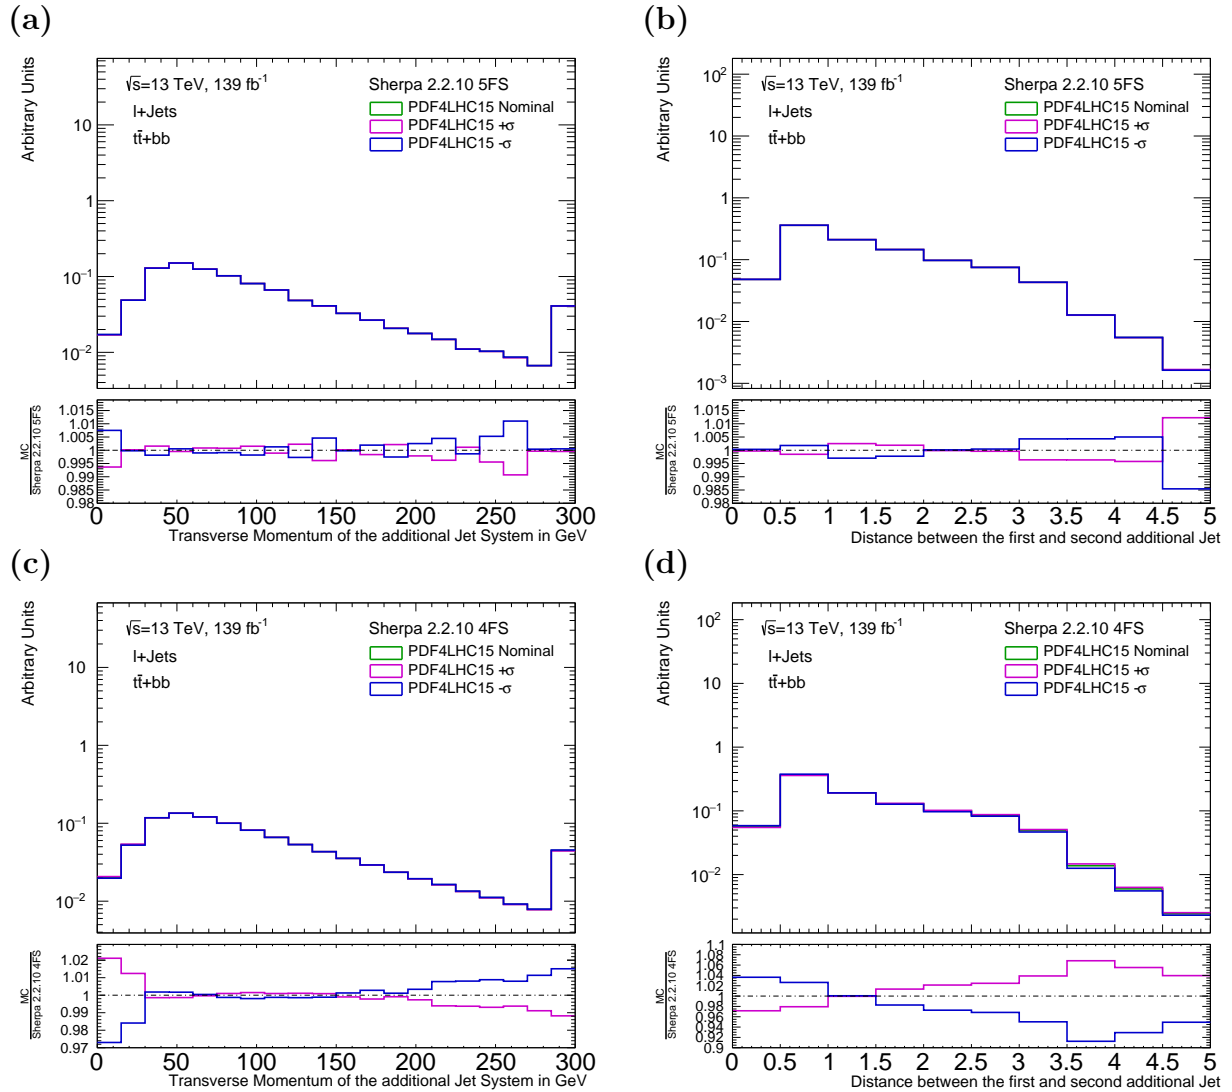 (a)
Arbitrary Units
√s=13 TeV, 139 fb⁻¹
l+Jets
tt̄+bb
Sherpa 2.2.10 5FS
PDF4LHC15 Nominal
PDF4LHC15 +σ
PDF4LHC15 -σ
10
1
10⁻¹
10⁻²
MC
Sherpa 2.2.10 5FS
1.015
1.005
1
0.995
0.99
0.985
0.98
0 50 100 150 200 250 300
Transverse Momentum of the additional Jet System in GeV
(b)
Arbitrary Units
√s=13 TeV, 139 fb⁻¹
l+Jets
tt̄+bb
Sherpa 2.2.10 5FS
PDF4LHC15 Nominal
PDF4LHC15 +σ
PDF4LHC15 -σ
10²
10
1
10⁻¹
10⁻²
10⁻³
MC
Sherpa 2.2.10 5FS
1.015
1.005
1
0.995
0.99
0.985
0.98
0 0.5 1 1.5 2 2.5 3 3.5 4 4.5 5
Distance between the first and second additional Jet
(c)
Arbitrary Units
√s=13 TeV, 139 fb⁻¹
l+Jets
tt̄+bb
Sherpa 2.2.10 4FS
PDF4LHC15 Nominal
PDF4LHC15 +σ
PDF4LHC15 -σ
10
1
10⁻¹
10⁻²
MC
Sherpa 2.2.10 4FS
1.02
1.01
1
0.99
0.98
0.97
0 50 100 150 200 250 300
Transverse Momentum of the additional Jet System in GeV
(d)
Arbitrary Units
√s=13 TeV, 139 fb⁻¹
l+Jets
tt̄+bb
Sherpa 2.2.10 4FS
PDF4LHC15 Nominal
PDF4LHC15 +σ
PDF4LHC15 -σ
10²
10
1
10⁻¹
10⁻²
MC
Sherpa 2.2.10 4FS
1.1
1.08
1.06
1.04
1.02
1
0.98
0.96
0.94
0.92
0.9
0 0.5 1 1.5 2 2.5 3 3.5 4 4.5 5
Distance between the first and second additional Jet